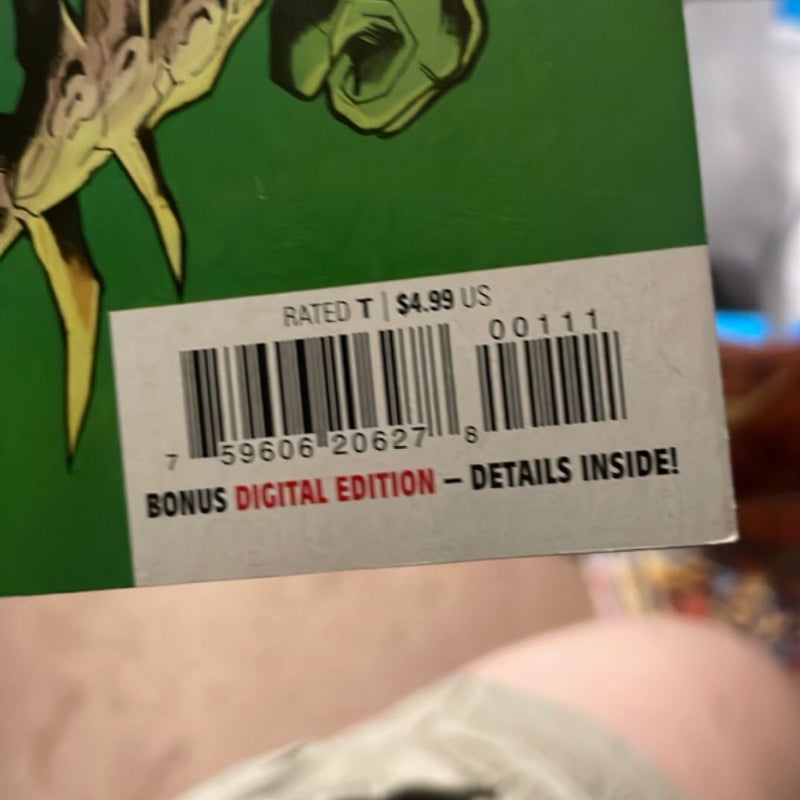 RATED T | $4.99 US
00111
7 59606 20627 8
BONUS DIGITAL EDITION – DETAILS INSIDE!